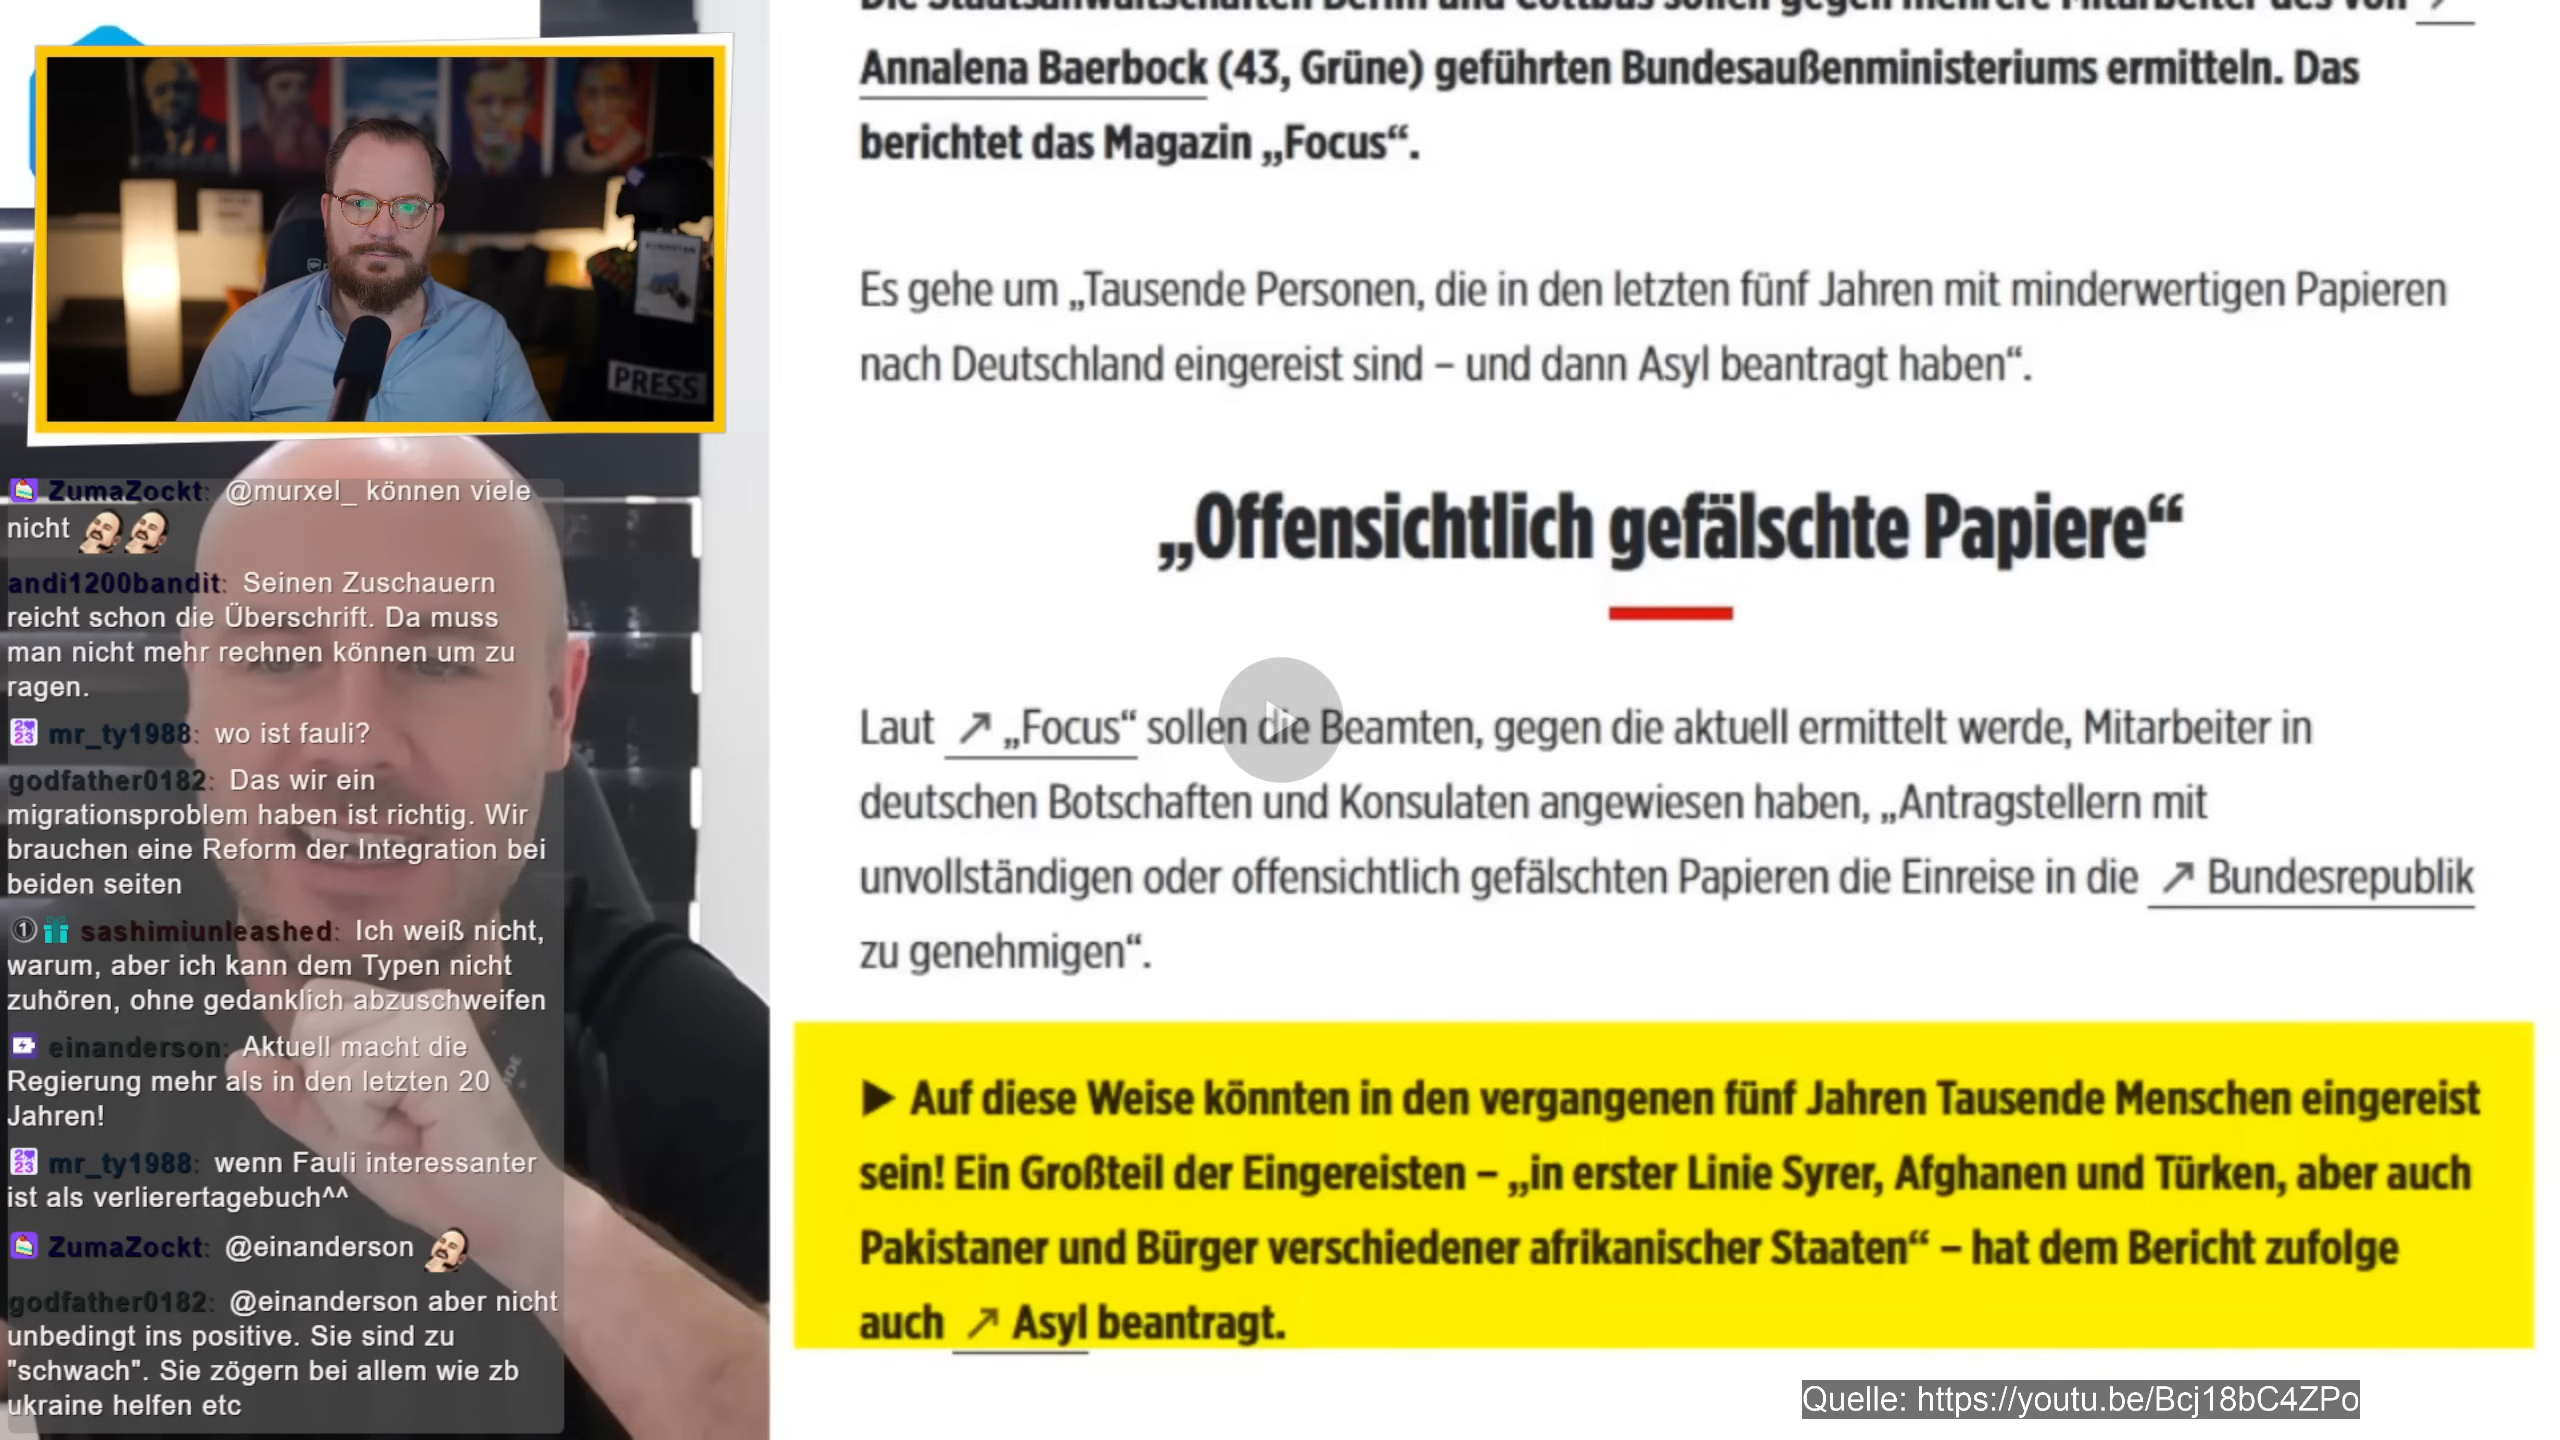 Die Staatsanwaltschaften Berlin und Cottbus sollen gegen mehrere Mitarbeiter des von
Annalena Baerbock (43, Grüne) geführten Bundesaußenministeriums ermitteln. Das
berichtet das Magazin „Focus“.
Es gehe um „Tausende Personen, die in den letzten fünf Jahren mit minderwertigen Papieren
nach Deutschland eingereist sind – und dann Asyl beantragt haben“.
„Offensichtlich gefälschte Papiere“
Laut ↗ „Focus“ sollen die Beamten, gegen die aktuell ermittelt werde, Mitarbeiter in
deutschen Botschaften und Konsulaten angewiesen haben, „Antragstellern mit
unvollständigen oder offensichtlich gefälschten Papieren die Einreise in die ↗ Bundesrepublik
zu genehmigen“.
▶ Auf diese Weise könnten in den vergangenen fünf Jahren Tausende Menschen eingereist
sein! Ein Großteil der Eingereisten – „in erster Linie Syrer, Afghanen und Türken, aber auch
Pakistaner und Bürger verschiedener afrikanischer Staaten“ – hat dem Bericht zufolge
auch ↗ Asyl beantragt.
Quelle: https://youtu.be/Bcj18bC4ZPo
PRESS
ZumaZockt: @murxel_ können viele
nicht
andi1200bandit: Seinen Zuschauern
reicht schon die Überschrift. Da muss
man nicht mehr rechnen können um zu
ragen.
mr_ty1988: wo ist fauli?
godfather0182: Das wir ein
migrationsproblem haben ist richtig. Wir
brauchen eine Reform der Integration bei
beiden seiten
sashimiunleashed: Ich weiß nicht,
warum, aber ich kann dem Typen nicht
zuhören, ohne gedanklich abzuschweifen
einanderson: Aktuell macht die
Regierung mehr als in den letzten 20
Jahren!
mr_ty1988: wenn Fauli interessanter
ist als verlierertagebuch^^
ZumaZockt: @einanderson
godfather0182: @einanderson aber nicht
unbedingt ins positive. Sie sind zu
"schwach". Sie zögern bei allem wie zb
ukraine helfen etc